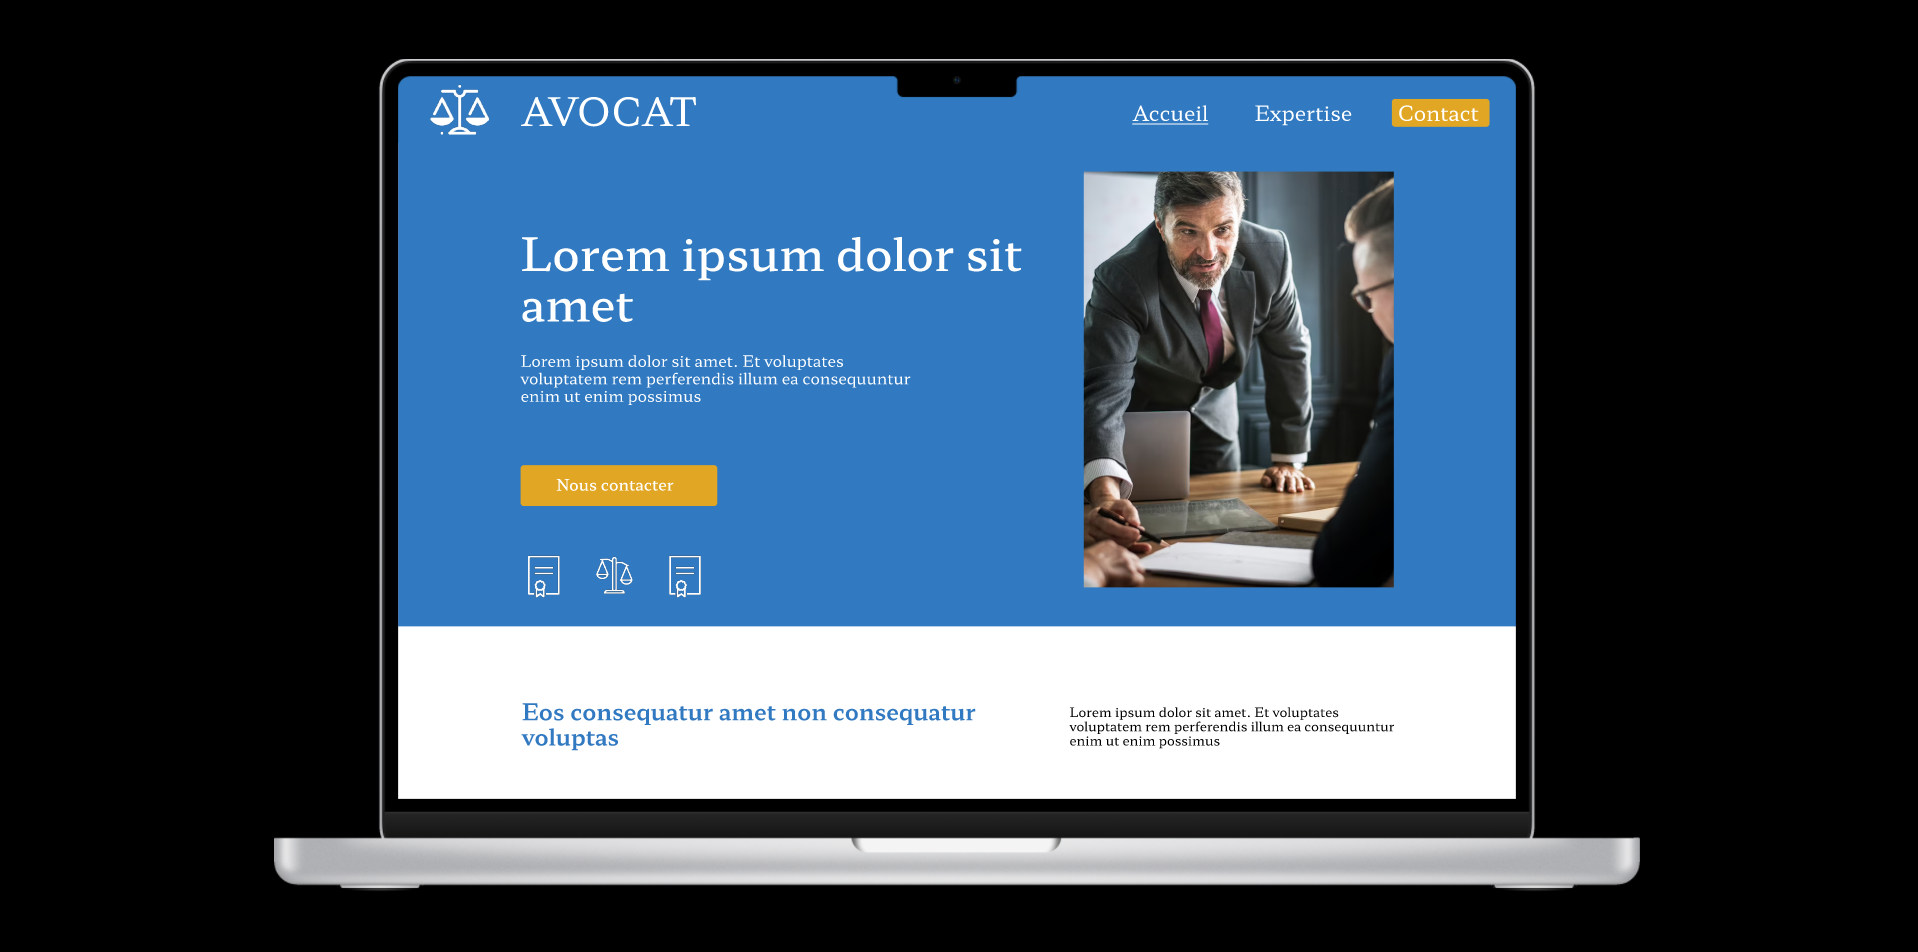 AVOCAT
Accueil
Expertise
Contact
Lorem ipsum dolor sit
amet
Lorem ipsum dolor sit amet. Et voluptates
voluptatem rem perferendis illum ea consequuntur
enim ut enim possimus
Nous contacter
Eos consequatur amet non consequatur
voluptas
Lorem ipsum dolor sit amet. Et voluptates
voluptatem rem perferendis illum ea consequuntur
enim ut enim possimus